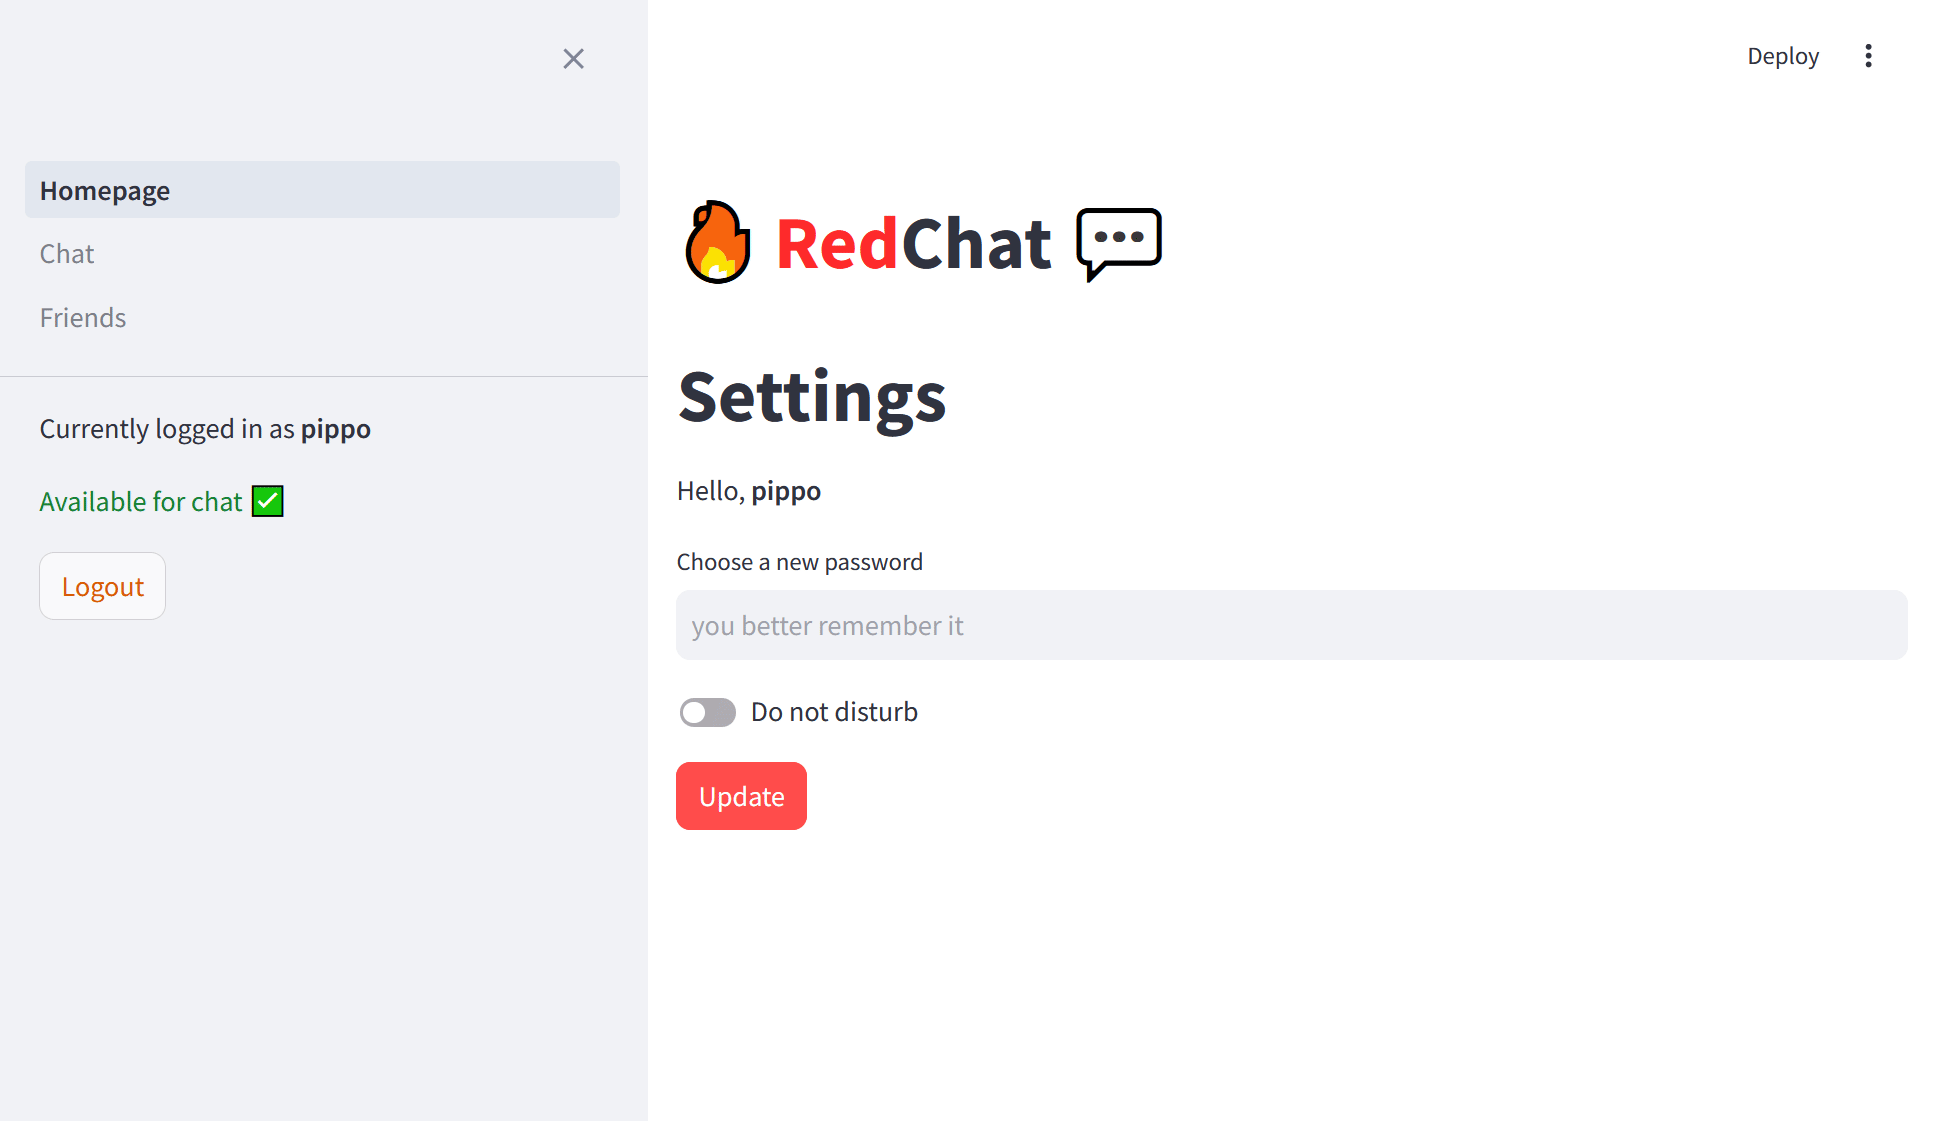 Deploy
Homepage
Chat
Friends
Currently logged in as pippo
Available for chat
Logout
RedChat
Settings
Hello, pippo
Choose a new password
you better remember it
Do not disturb
Update